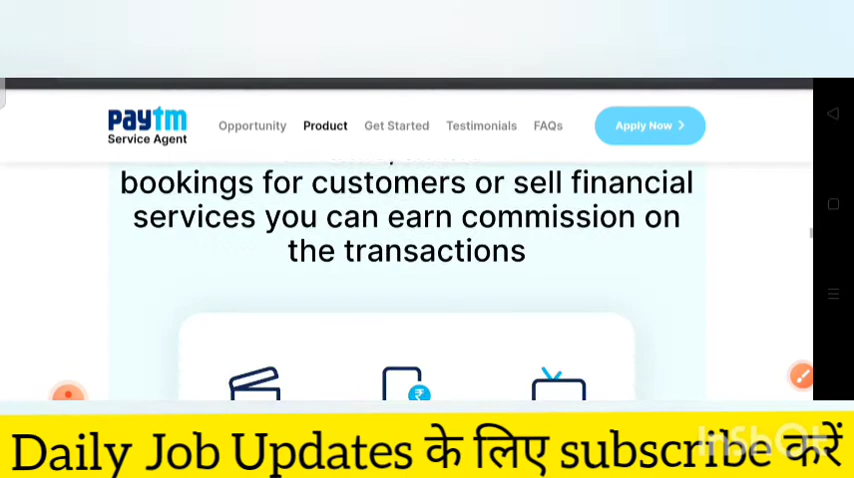 paytm
Service Agent
Opportunity Product Get Started Testimonials FAQs Apply Now
bookings for customers or sell financial
services you can earn commission on
the transactions
₹
Daily Job Updates के लिए subscribe करें
InShOt